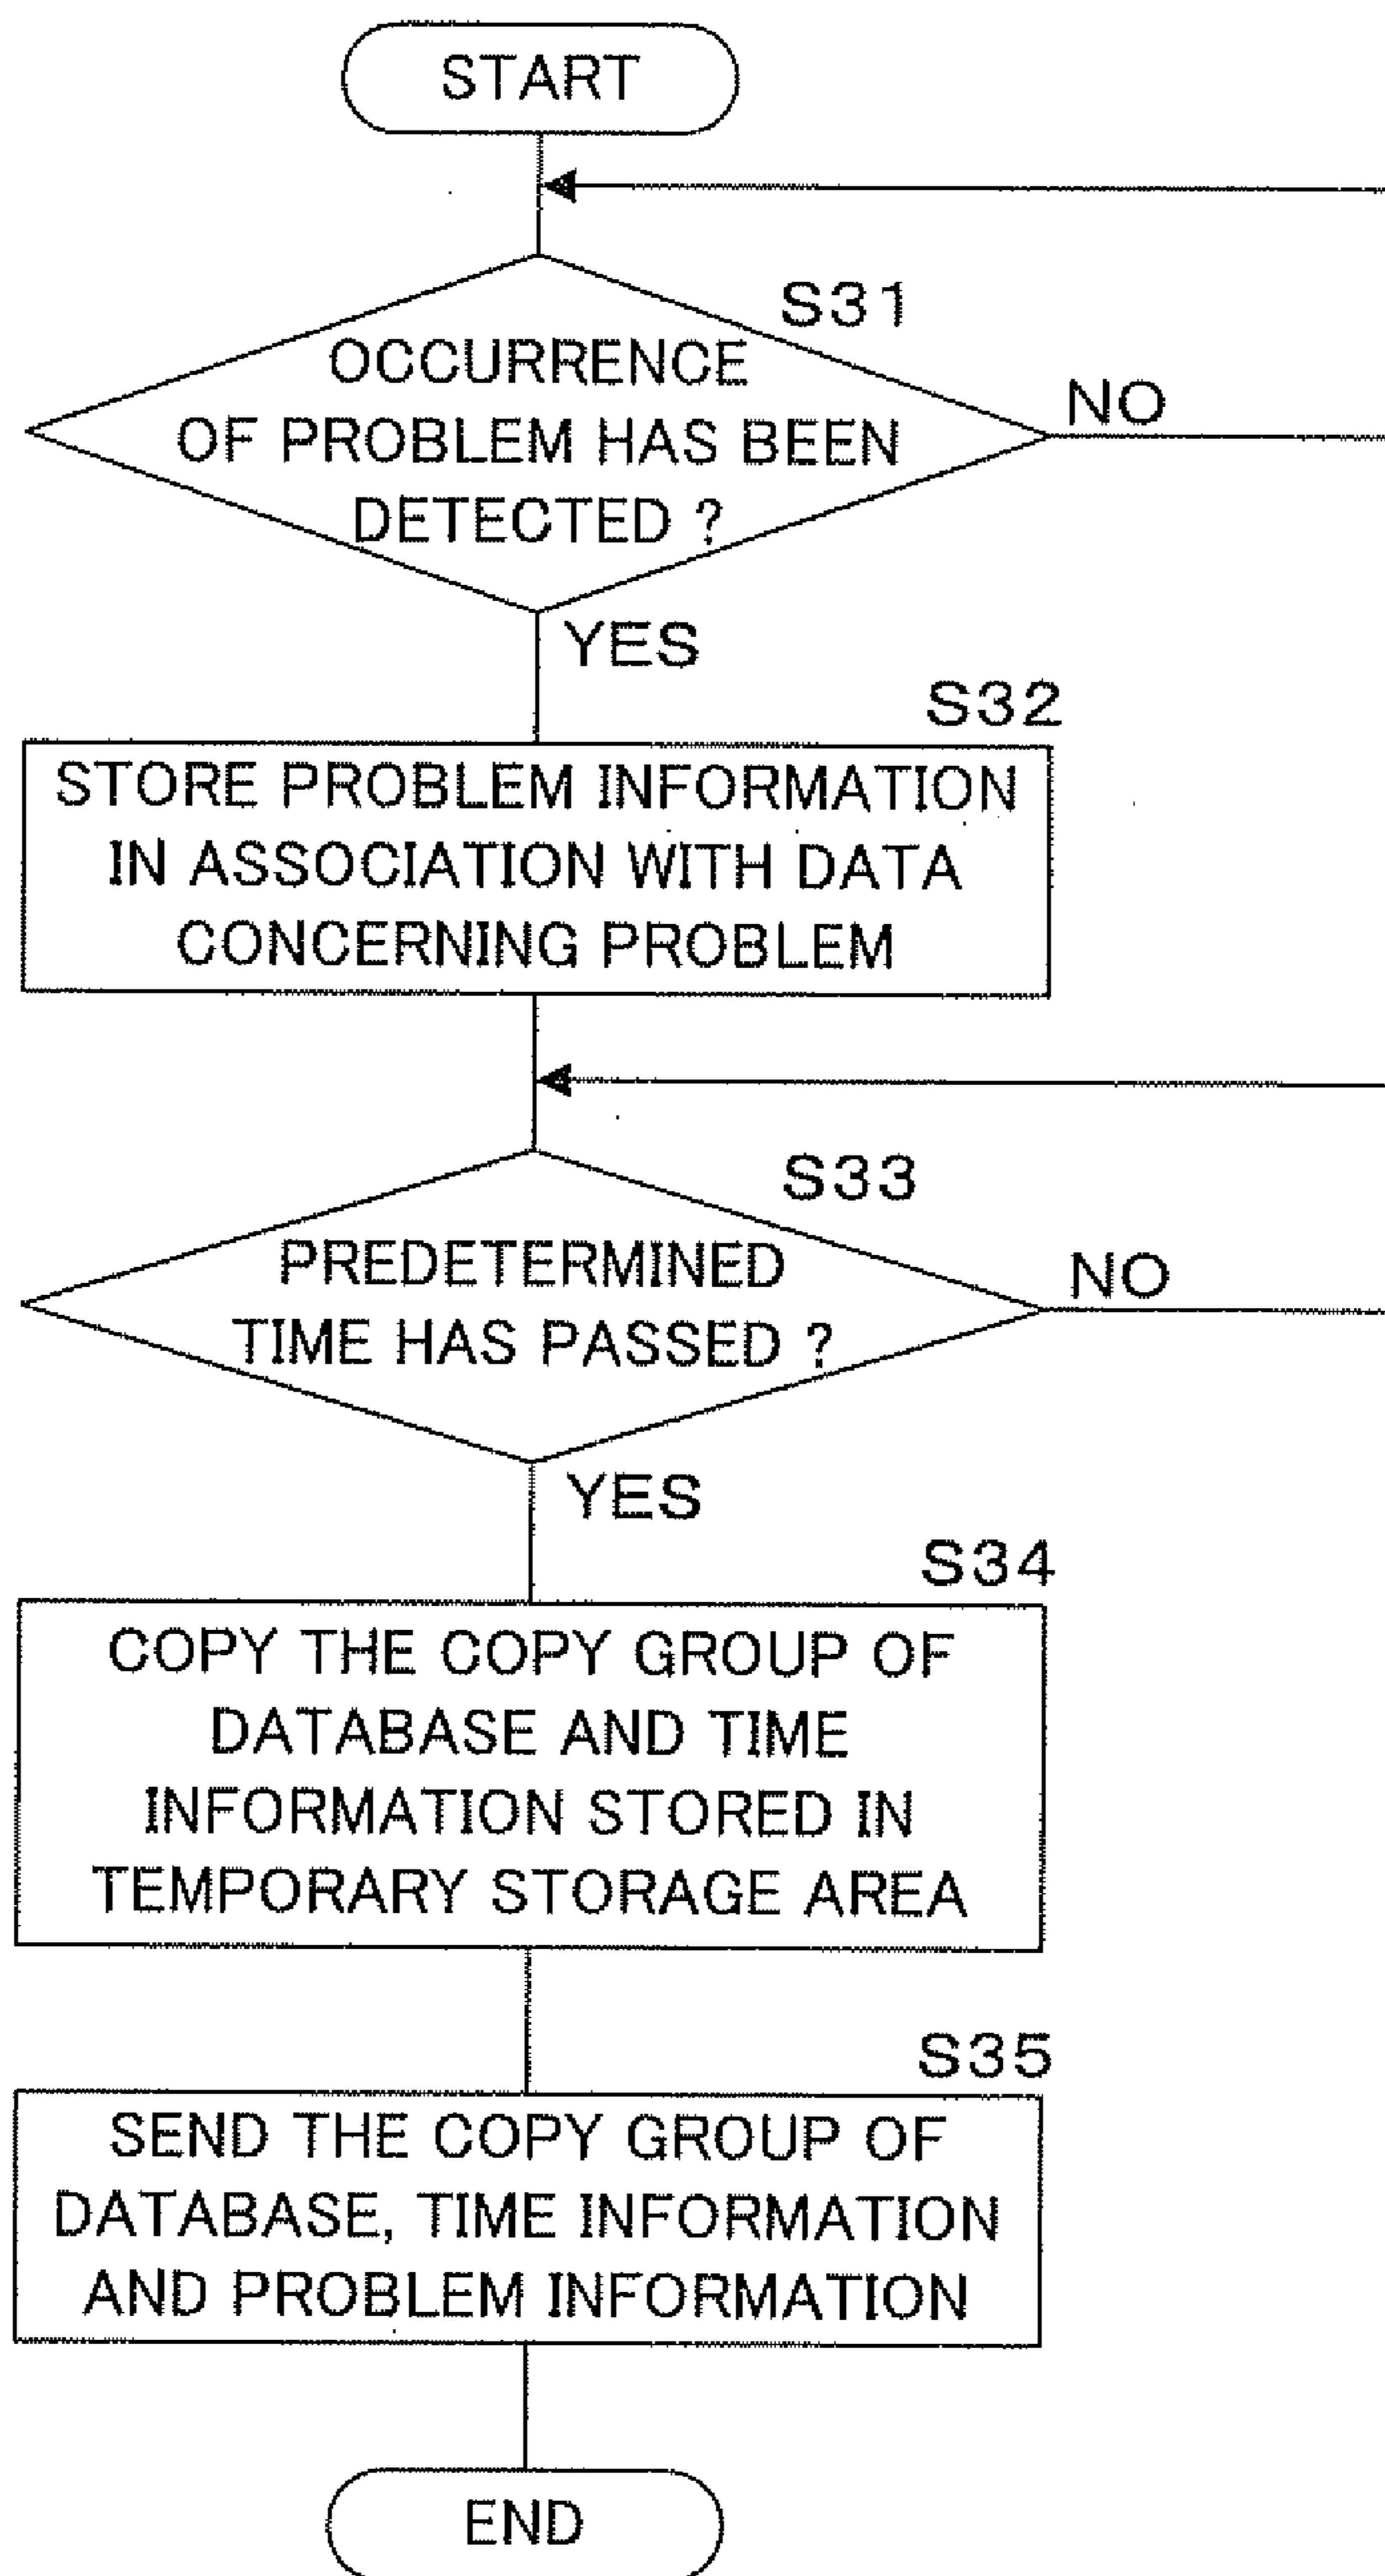 START
S31
OCCURRENCE
OF PROBLEM HAS BEEN
DETECTED ?
NO
YES
S32
STORE PROBLEM INFORMATION
IN ASSOCIATION WITH DATA
CONCERNING PROBLEM
S33
PREDETERMINED
TIME HAS PASSED ?
NO
YES
S34
COPY THE COPY GROUP OF
DATABASE AND TIME
INFORMATION STORED IN
TEMPORARY STORAGE AREA
S35
SEND THE COPY GROUP OF
DATABASE, TIME INFORMATION
AND PROBLEM INFORMATION
END